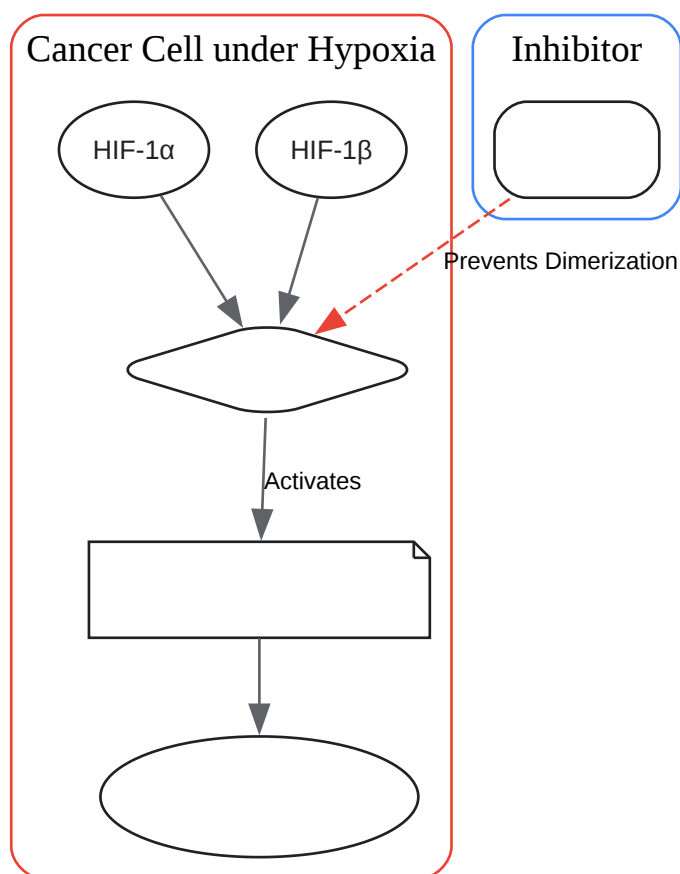 Cancer Cell under Hypoxia
Inhibitor
HIF-1α
HIF-1β
Prevents Dimerization
Activates